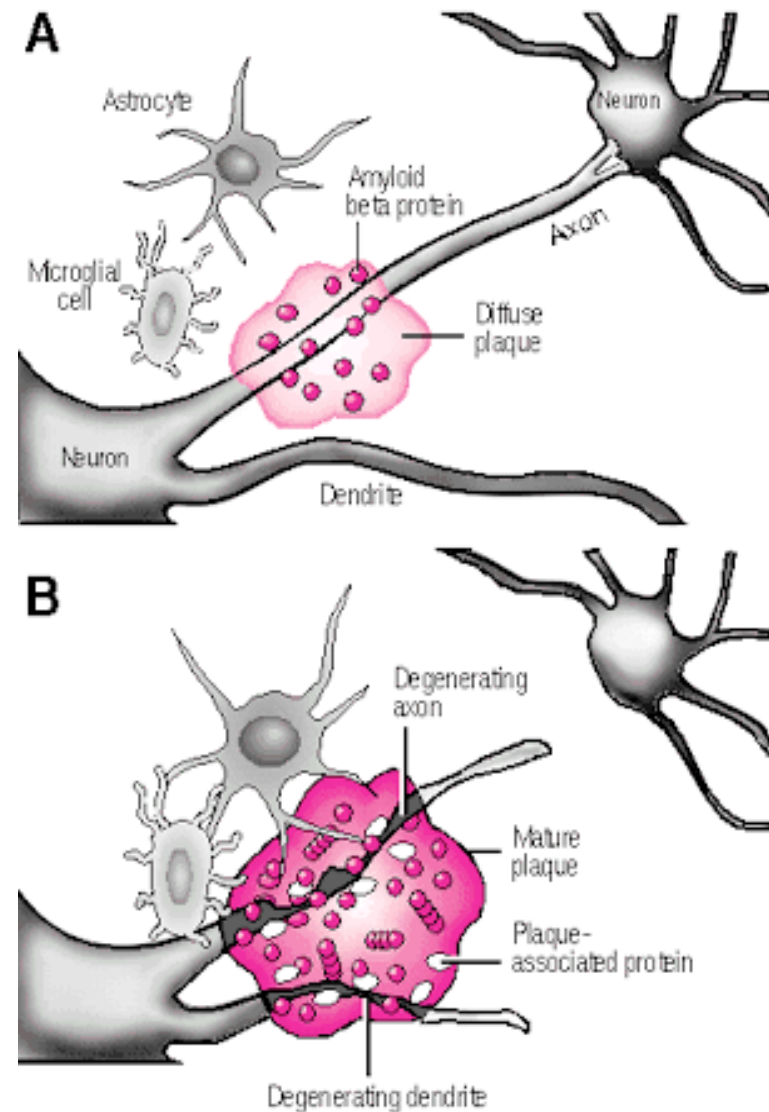 A
Astrocyte
Neuron
Amyloid
beta protein
Axon
Microglial
cell
Diffuse
plaque
Neuron
Dendrite
B
Degenerating
axon
Mature
plaque
Plaque-
associated protein
Degenerating dendrite